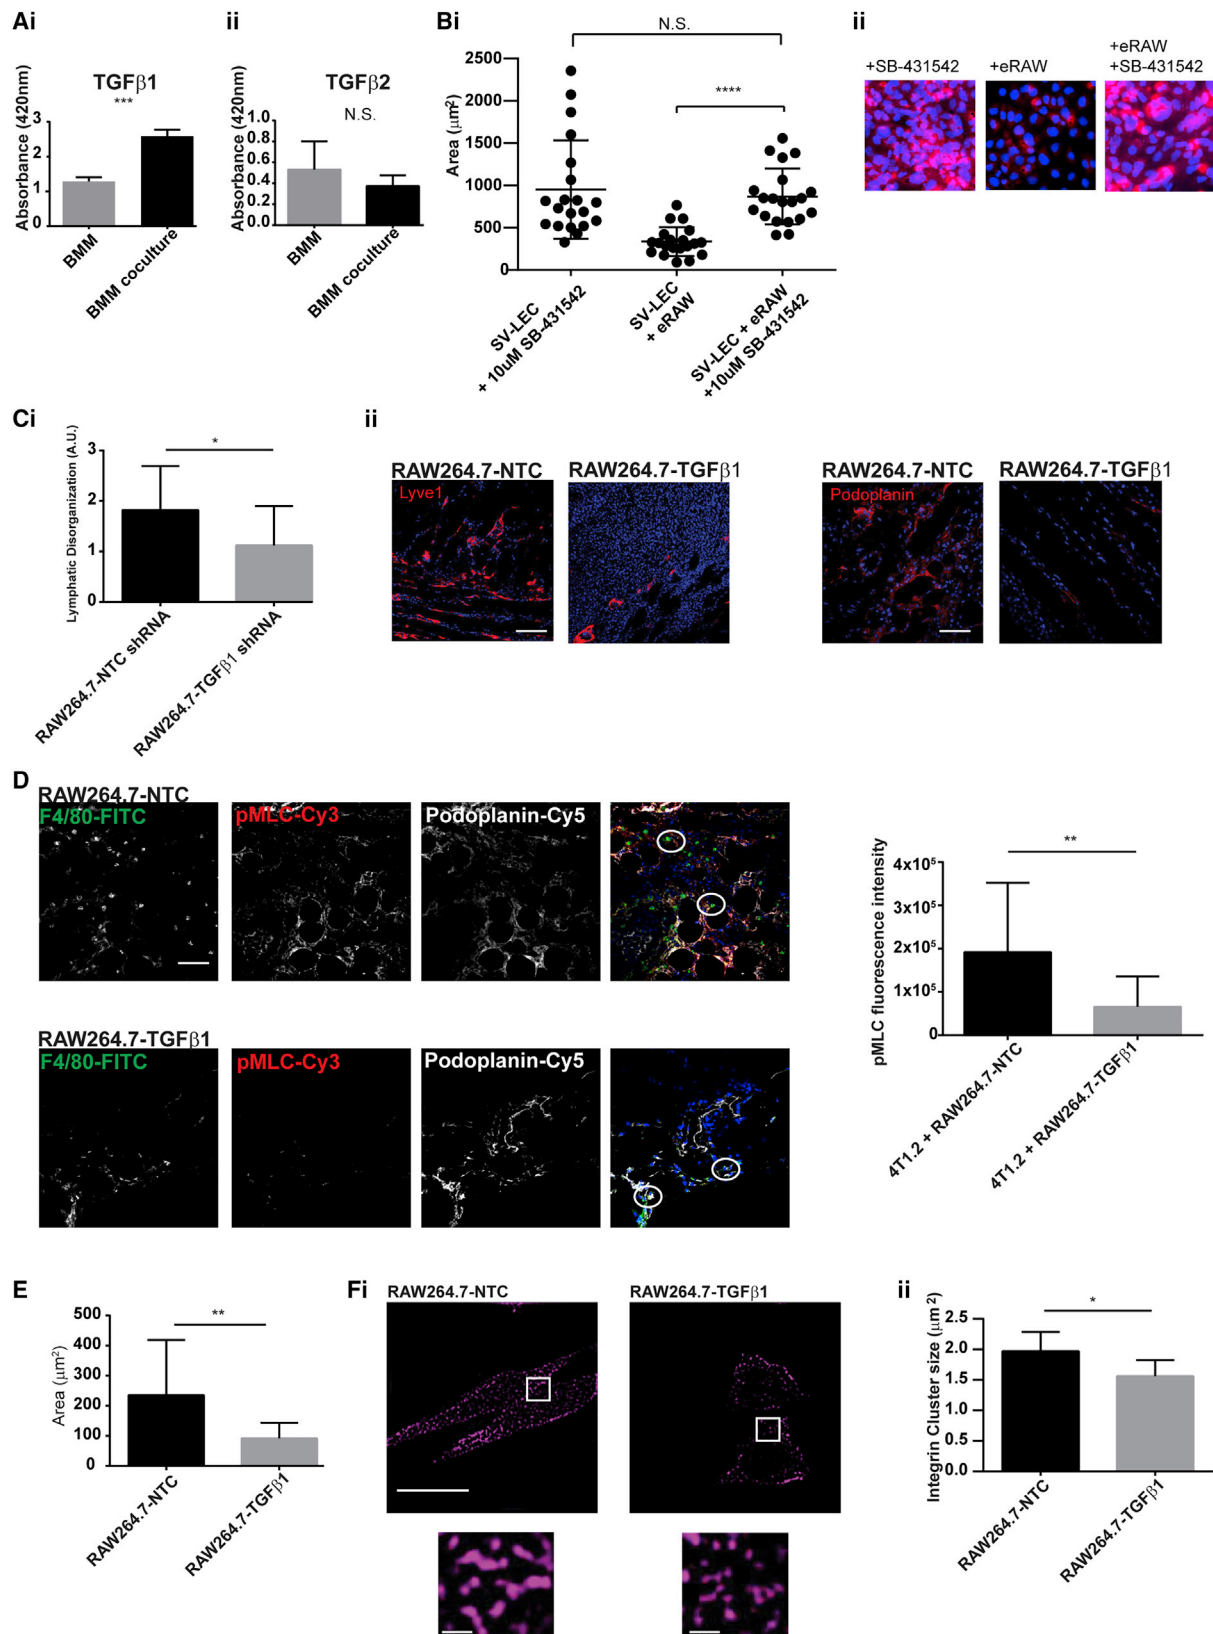 Ai
TGFβ1
***
Absorbance (420nm)
3
2
1
0
BMM
BMM coculture
ii
TGFβ2
N.S.
Absorbance (420nm)
1.0
0.8
0.6
0.4
0.2
0.0
BMM
BMM coculture
Bi
N.S.
****
Area (μm²)
2500
2000
1500
1000
500
0
SV-LEC
+ 10uM SB-431542
SV-LEC
+ eRAW
SV-LEC + eRAW
+10uM SB-431542
ii
+SB-431542
+eRAW
+eRAW
+SB-431542
Ci
Lymphatic Disorganization (A.U.)
*
3
2
1
0
RAW264.7-NTC shRNA
RAW264.7-TGFβ1 shRNA
ii
RAW264.7-NTC
Lyve1
RAW264.7-TGFβ1
RAW264.7-NTC
Podoplanin
RAW264.7-TGFβ1
D
RAW264.7-NTC
F4/80-FITC
pMLC-Cy3
Podoplanin-Cy5
RAW264.7-TGFβ1
F4/80-FITC
pMLC-Cy3
Podoplanin-Cy5
pMLC fluorescence intensity
**
4x10⁵
3x10⁵
2x10⁵
1x10⁵
0
4T1.2 + RAW264.7-NTC
4T1.2 + RAW264.7-TGFβ1
E
Area (μm²)
**
500
400
300
200
100
0
RAW264.7-NTC
RAW264.7-TGFβ1
Fi
RAW264.7-NTC
RAW264.7-TGFβ1
ii
Integrin Cluster size (μm²)
*
2.5
2.0
1.5
1.0
0.5
0.0
RAW264.7-NTC
RAW264.7-TGFβ1